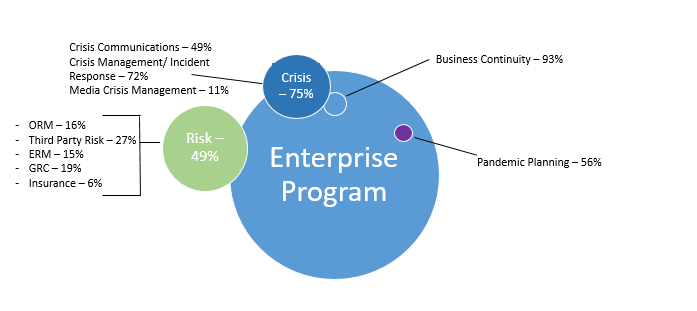 Crisis Communications – 49%
Crisis Management/ Incident
Response – 72%
Media Crisis Management – 11%
Crisis
– 75%
Business Continuity – 93%
- ORM – 16%
- Third Party Risk – 27%
- ERM – 15%
- GRC – 19%
- Insurance – 6%
Risk –
49%
Enterprise
Program
Pandemic Planning – 56%